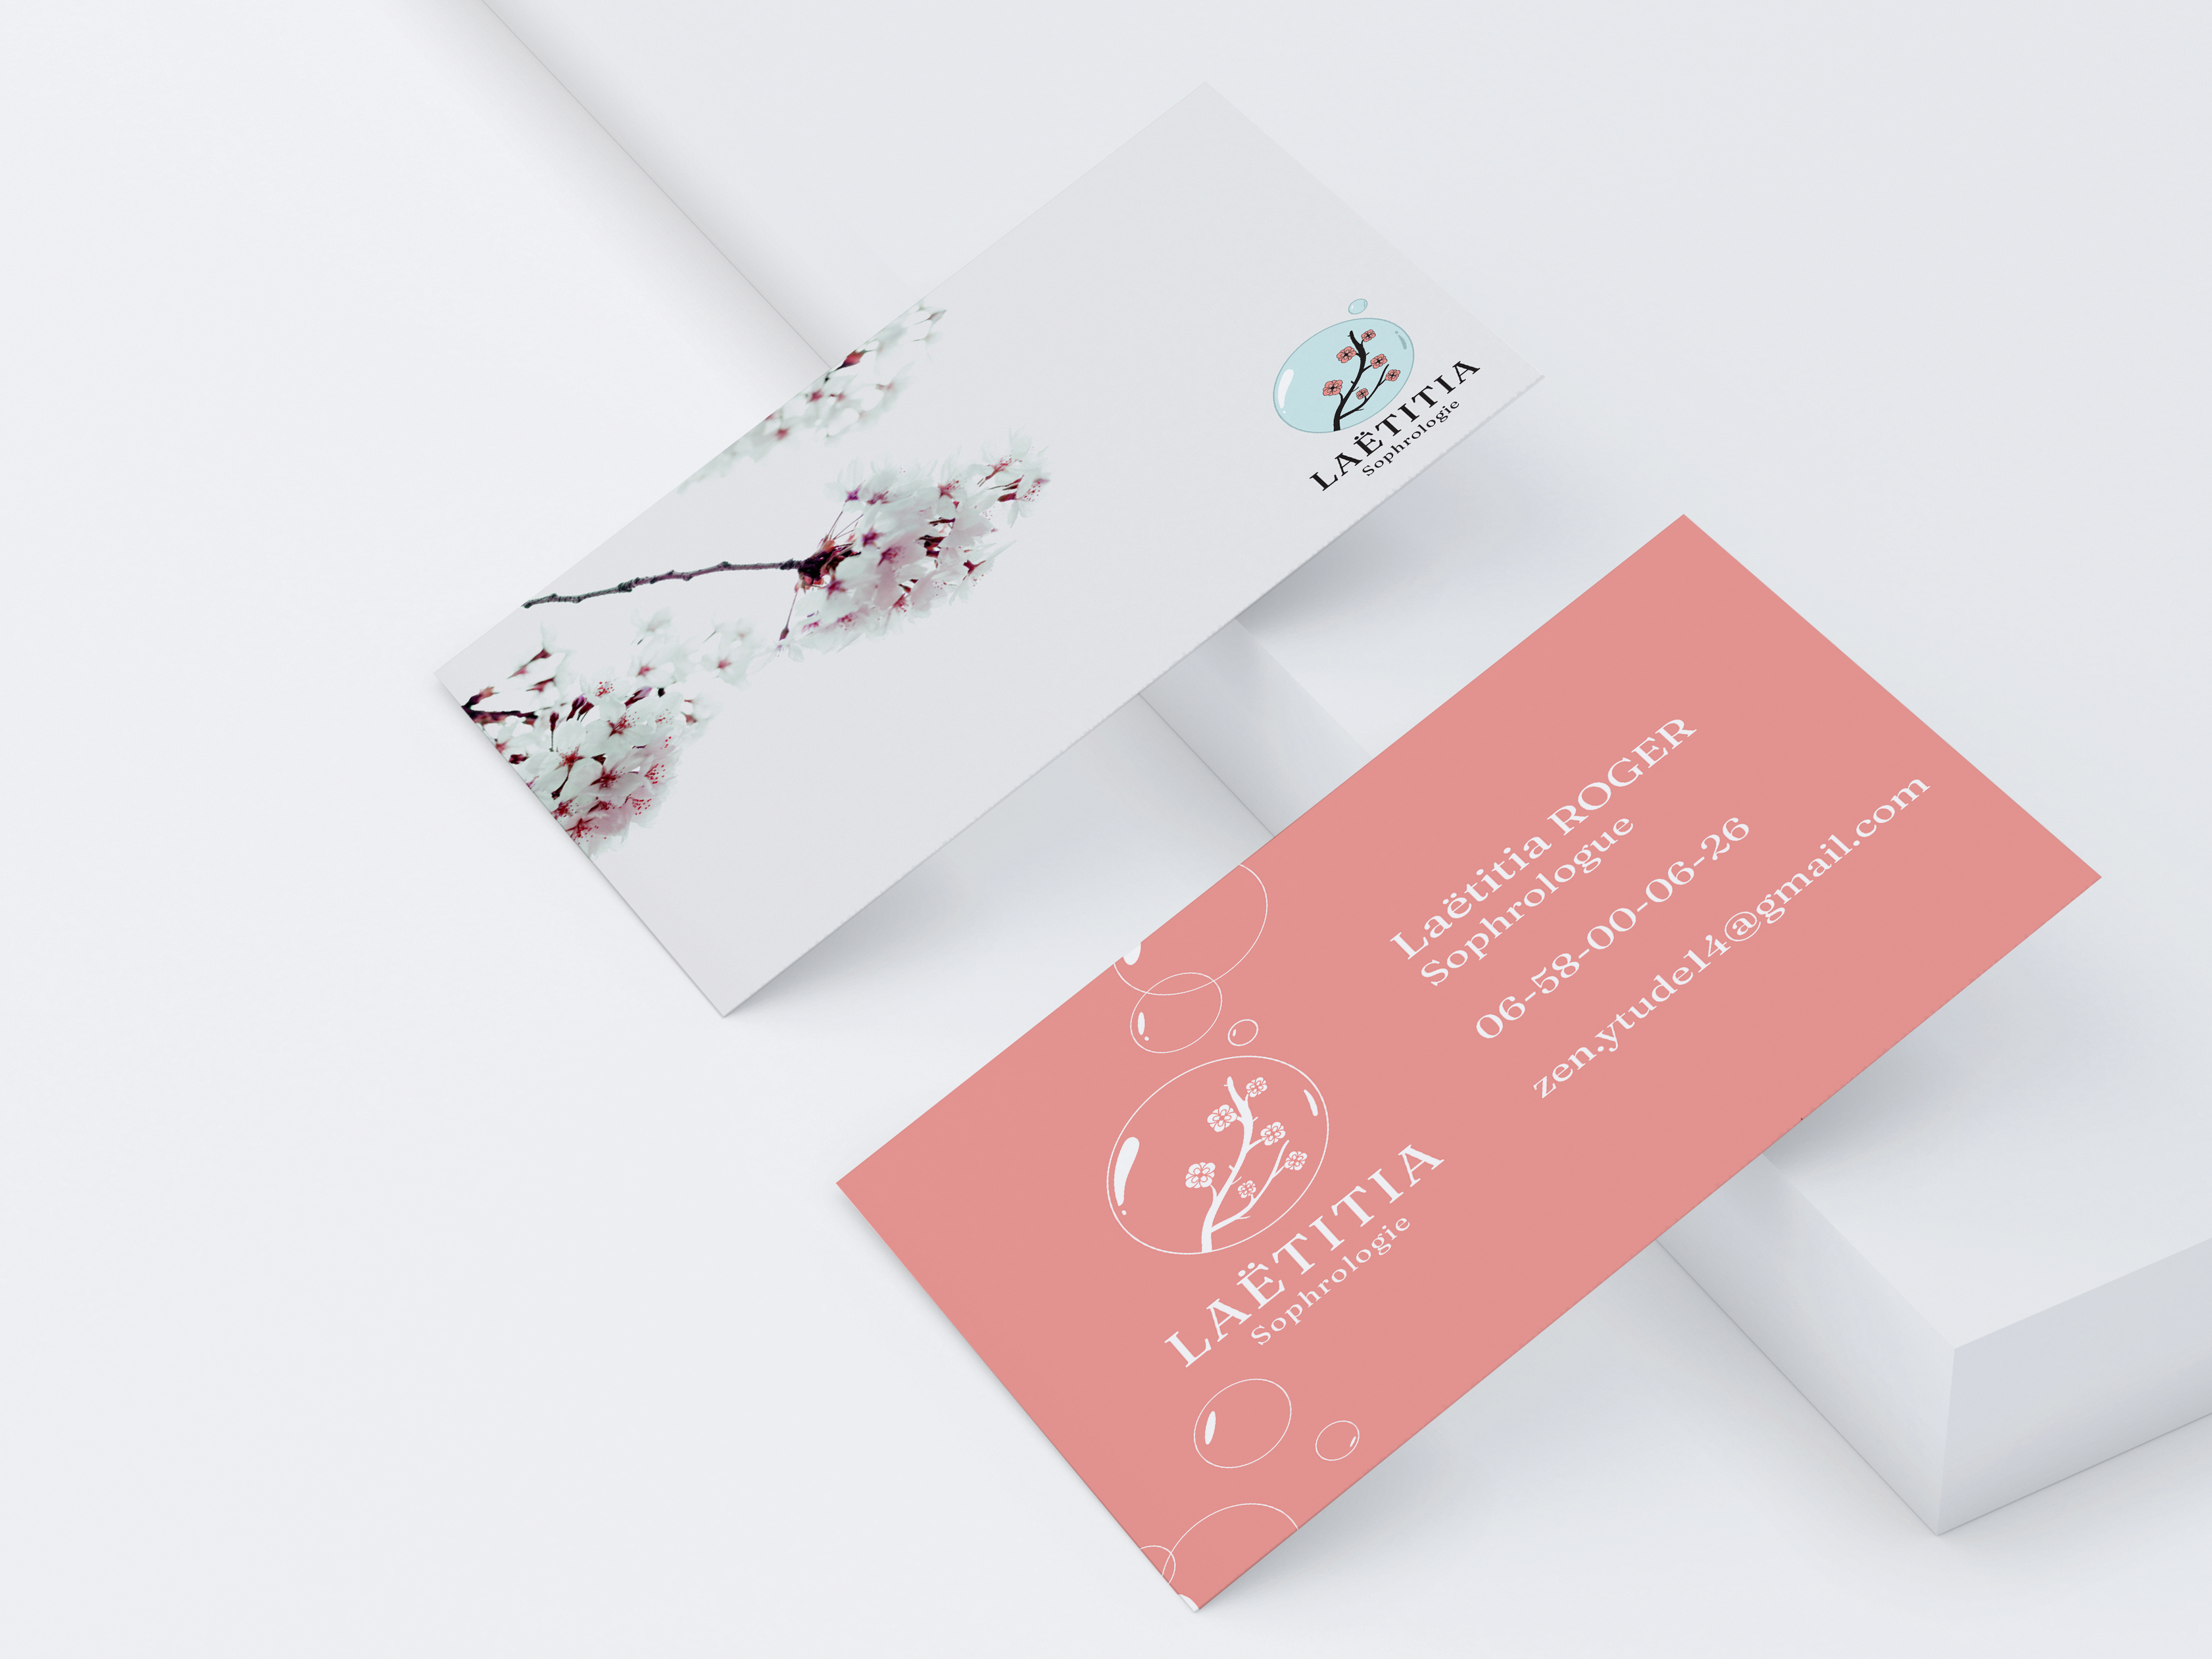 LAËTITIA
Sophrologie
Laëtitia ROGER
Sophrologue
06-58-00-06-26
zen.ytude14@gmail.com
LAËTITIA
Sophrologie